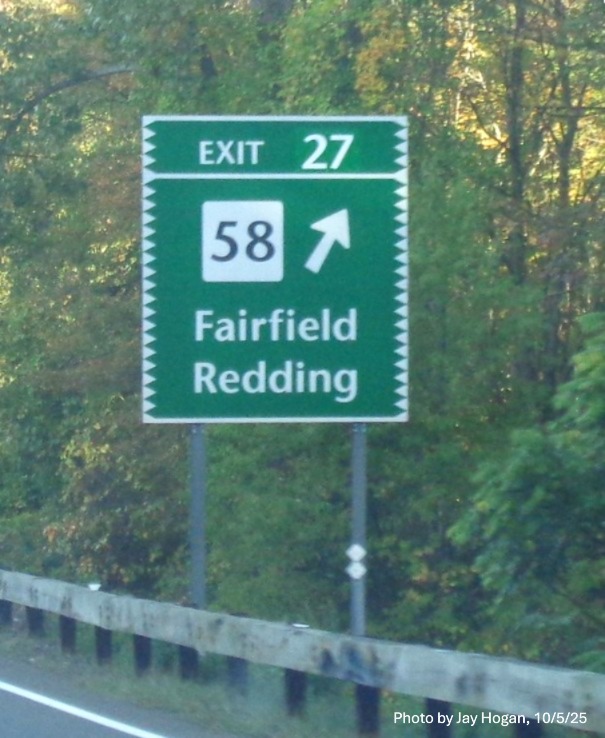 EXIT 27
58
Fairfield
Redding
Photo by Jay Hogan, 10/5/25